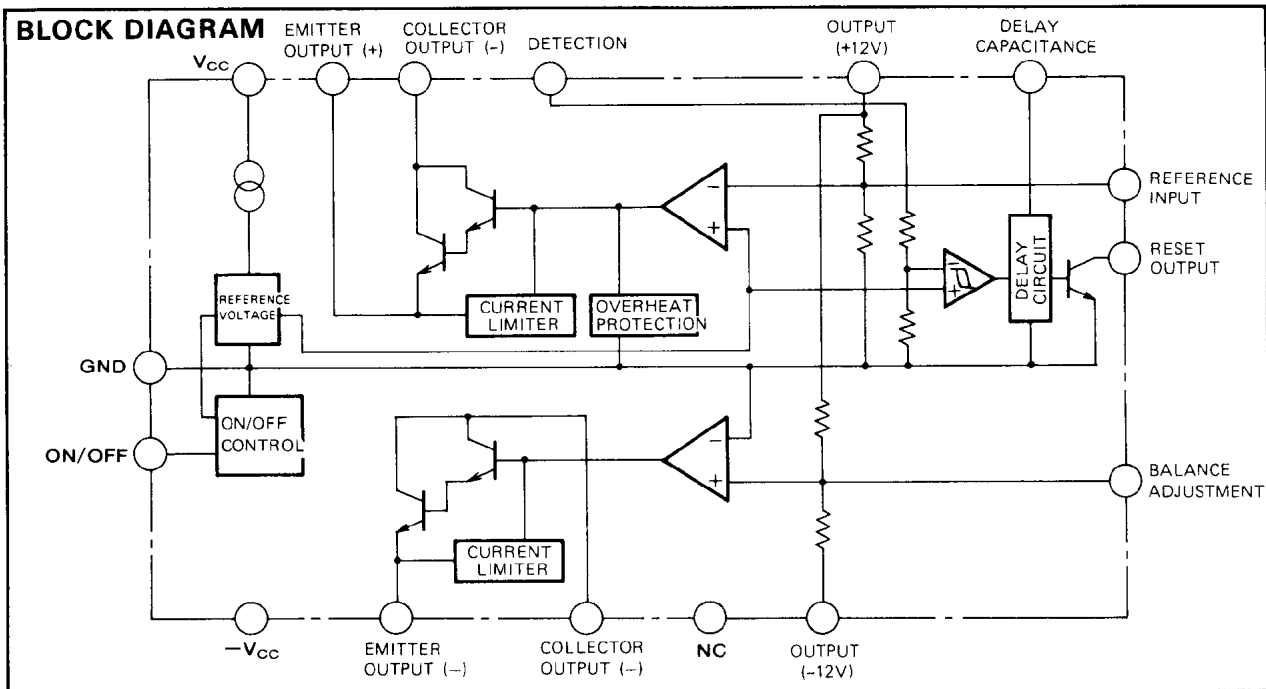 BLOCK DIAGRAM
EMITTER
OUTPUT (+)
COLLECTOR
OUTPUT (-)
DETECTION
OUTPUT
(+12V)
DELAY
CAPACITANCE
VCC
REFERENCE
INPUT
RESET
OUTPUT
-
+
-
+
DELAY
CIRCUIT
REFERENCE
VOLTAGE
CURRENT
LIMITER
OVERHEAT
PROTECTION
GND
ON/OFF
CONTROL
ON/OFF
-
+
BALANCE
ADJUSTMENT
CURRENT
LIMITER
-VCC
EMITTER
OUTPUT (-)
COLLECTOR
OUTPUT (-)
NC
OUTPUT
(-12V)